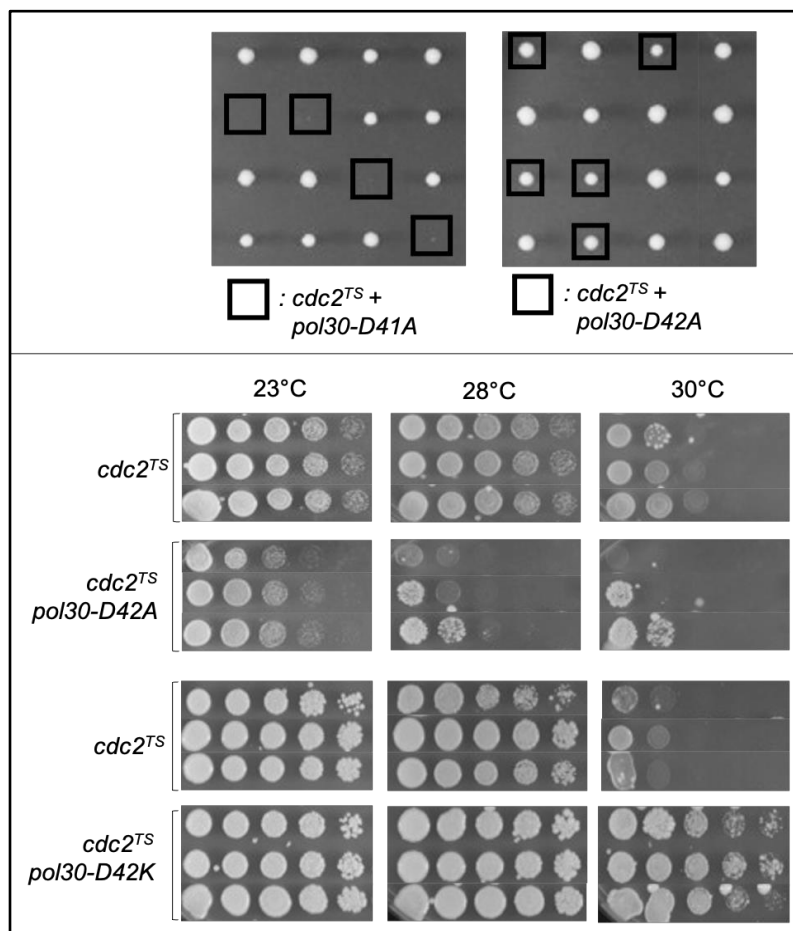 : cdc2TS +
pol30-D41A
: cdc2TS +
pol30-D42A
23°C 28°C 30°C
cdc2TS
cdc2TS
pol30-D42A
cdc2TS
cdc2TS
pol30-D42K